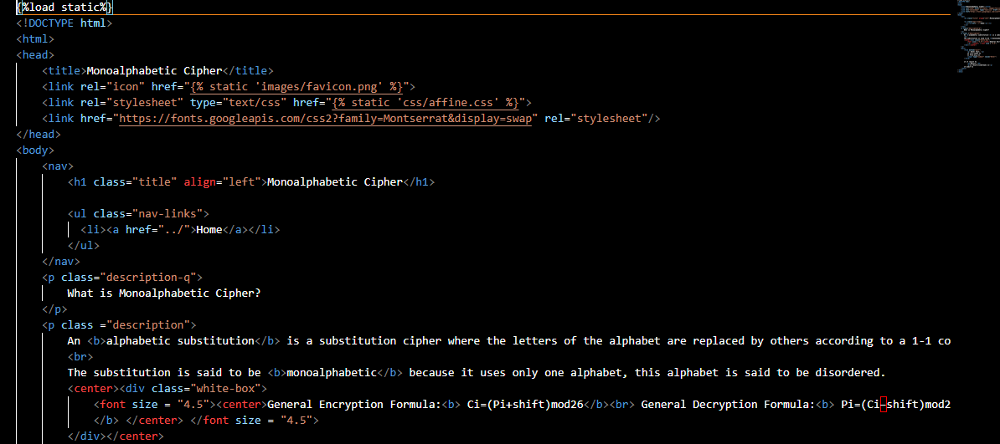 {%load static%}
<!DOCTYPE html>
<html>
<head>
    <title>Monoalphabetic Cipher</title>
    <link rel="icon" href="{% static 'images/favicon.png' %}">
    <link rel="stylesheet" type="text/css" href="{% static 'css/affine.css' %}">
    <link href="https://fonts.googleapis.com/css2?family=Montserrat&display=swap" rel="stylesheet"/>
</head>
<body>
    <nav>
        <h1 class="title" align="left">Monoalphabetic Cipher</h1>
        <ul class="nav-links">
          <li><a href="../">Home</a></li>
        </ul>
    </nav>
    <p class="description-q">
        What is Monoalphabetic Cipher?
    </p>
    <p class ="description">
        An <b>alphabetic substitution</b> is a substitution cipher where the letters of the alphabet are replaced by others according to a 1-1 co
        <br>
        The substitution is said to be <b>monoalphabetic</b> because it uses only one alphabet, this alphabet is said to be disordered.
        <center><div class="white-box">
            <font size = "4.5"><center>General Encryption Formula:<b> Ci=(Pi+shift)mod26</b><br> General Decryption Formula:<b> Pi=(Ci−shift)mod2
            </b> </center> </font size = "4.5">
        </div></center>